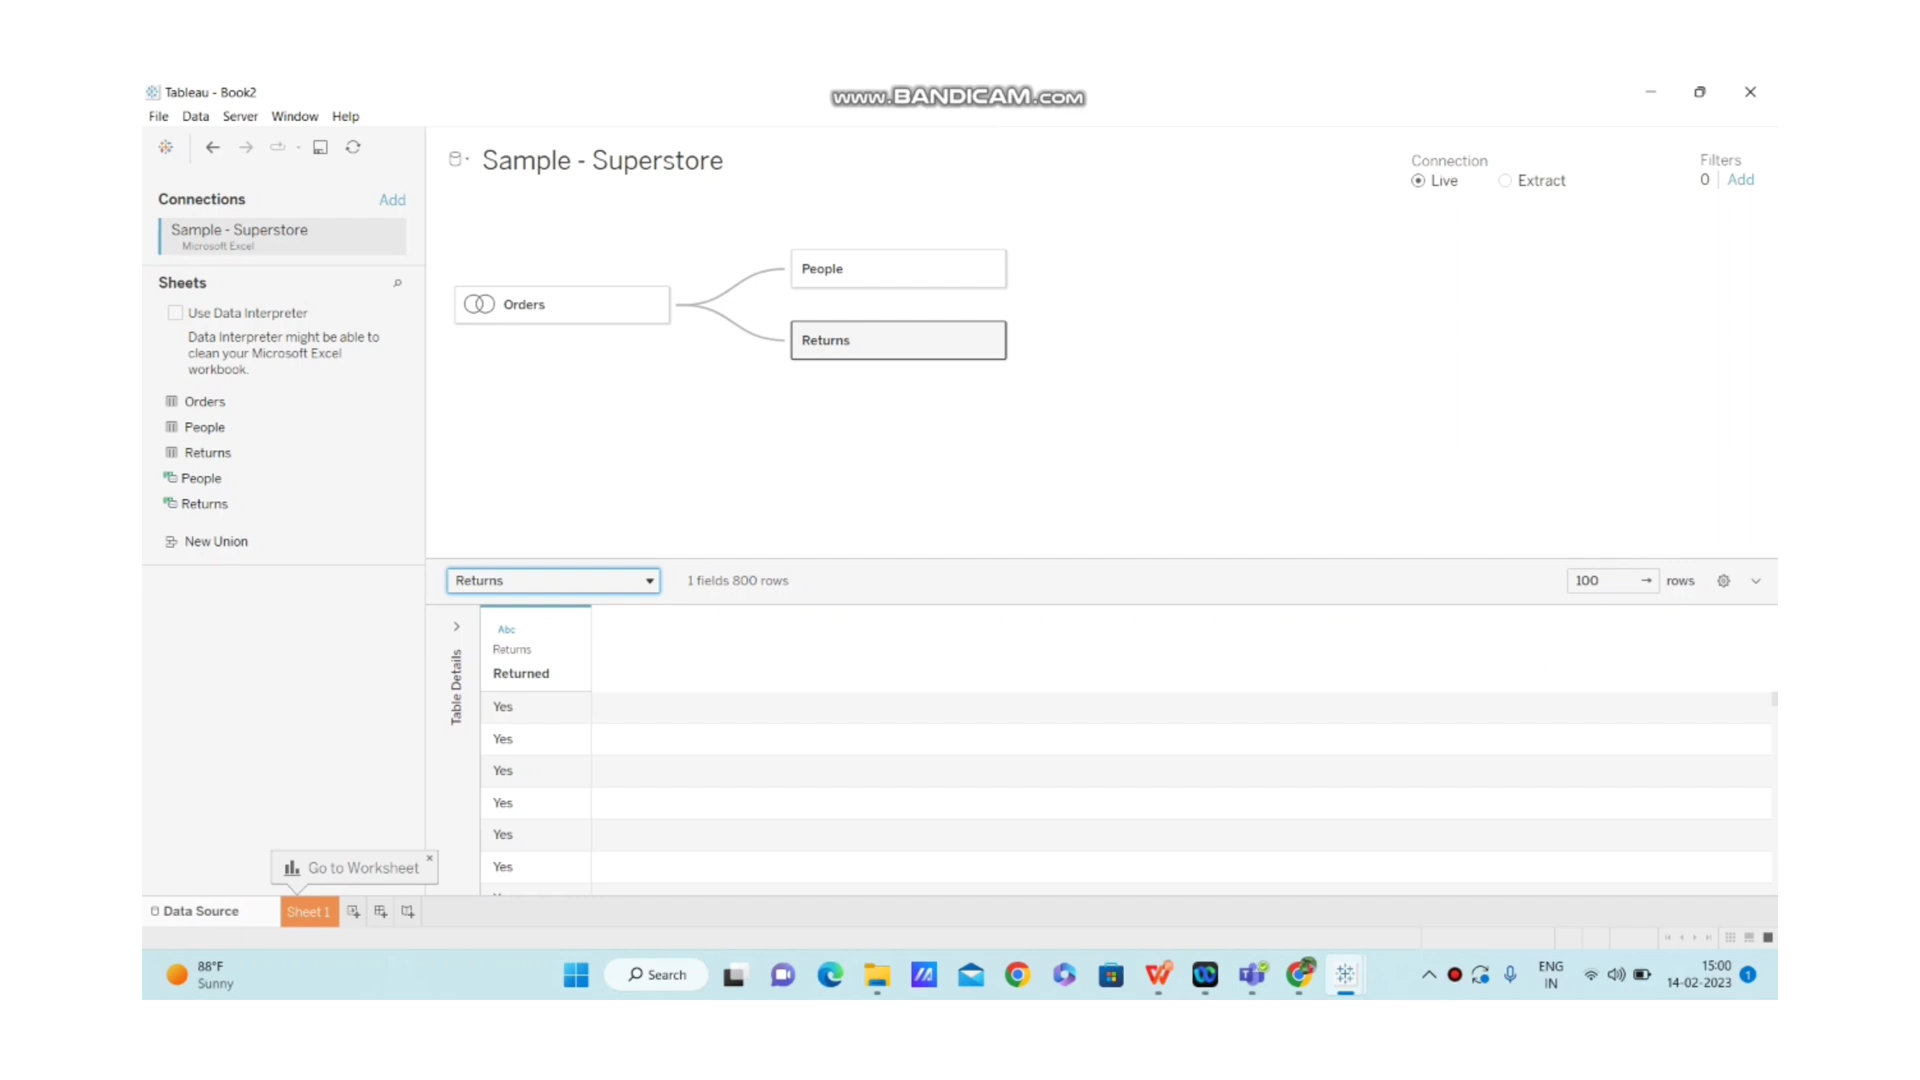 Tableau - Book2
www.BANDICAM.com
File Data Server Window Help
Sample - Superstore
Connection
Live Extract
Filters
0 Add
Connections Add
Sample - Superstore
Microsoft Excel
Sheets
Use Data Interpreter
Data Interpreter might be able to
clean your Microsoft Excel
workbook.
Orders
People
Returns
People
Returns
New Union
Orders
People
Returns
Returns 1 fields 800 rows 100 rows
Table Details
Abc
Returns
Returned
Yes
Yes
Yes
Yes
Yes
Yes
Go to Worksheet
Data Source Sheet 1
88°F
Sunny
Search
ENG
IN
15:00
14-02-2023
1